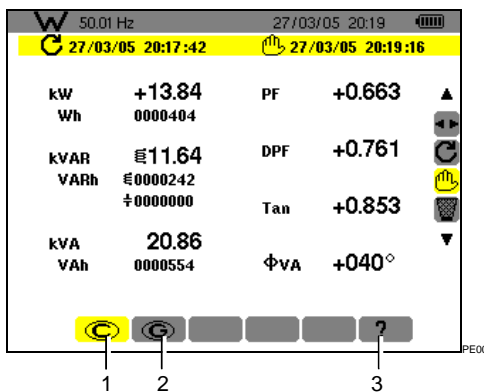 W 50.01 Hz 27/03/05 20:19
27/03/05 20:17:42 27/03/05 20:19:16
kW +13.84 PF +0.663
Wh 0000404
kVAR 11.64 DPF +0.761
VARh 0000242
0000000 Tan +0.853
kVA 20.86
VAh 0000554 ΦVA +040°
C G ?
1 2 3